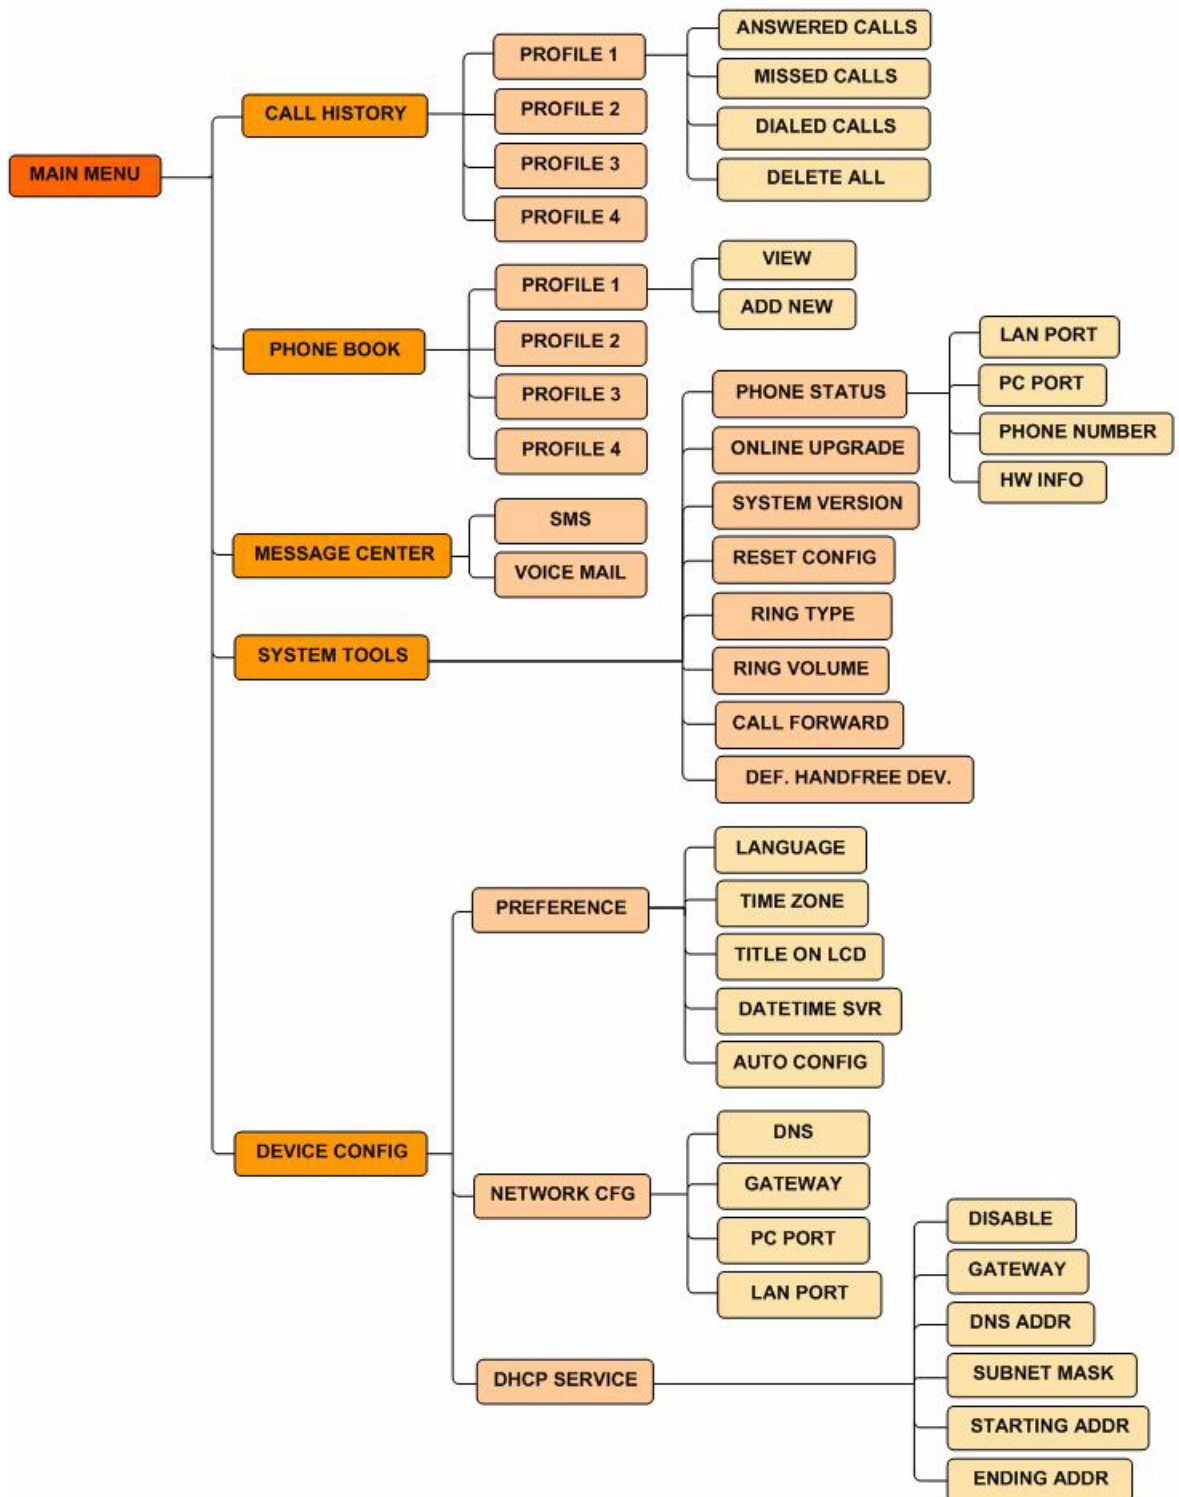 MAIN MENU
CALL HISTORY
PROFILE 1
ANSWERED CALLS
MISSED CALLS
DIALED CALLS
DELETE ALL
PROFILE 2
PROFILE 3
PROFILE 4
PHONE BOOK
PROFILE 1
VIEW
ADD NEW
PROFILE 2
PROFILE 3
PROFILE 4
MESSAGE CENTER
SMS
VOICE MAIL
SYSTEM TOOLS
PHONE STATUS
LAN PORT
PC PORT
PHONE NUMBER
HW INFO
ONLINE UPGRADE
SYSTEM VERSION
RESET CONFIG
RING TYPE
RING VOLUME
CALL FORWARD
DEF. HANDFREE DEV.
DEVICE CONFIG
PREFERENCE
LANGUAGE
TIME ZONE
TITLE ON LCD
DATETIME SVR
AUTO CONFIG
NETWORK CFG
DNS
GATEWAY
PC PORT
LAN PORT
DHCP SERVICE
DISABLE
GATEWAY
DNS ADDR
SUBNET MASK
STARTING ADDR
ENDING ADDR